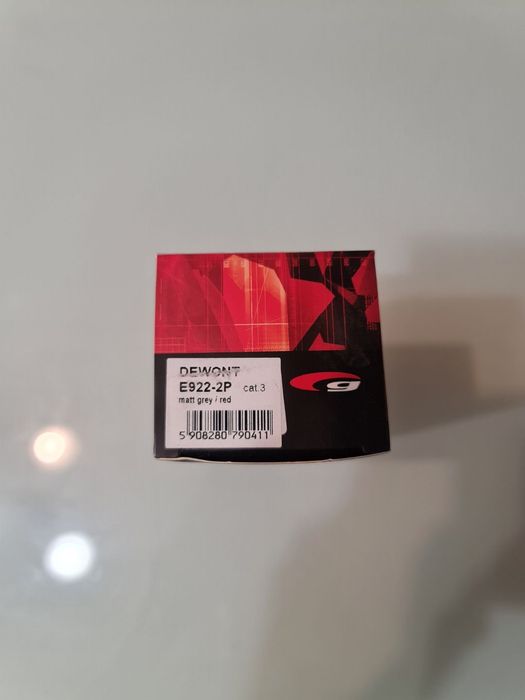 DEWONT
E922-2P cat.3
matt grey / red
5 908280 790411
g